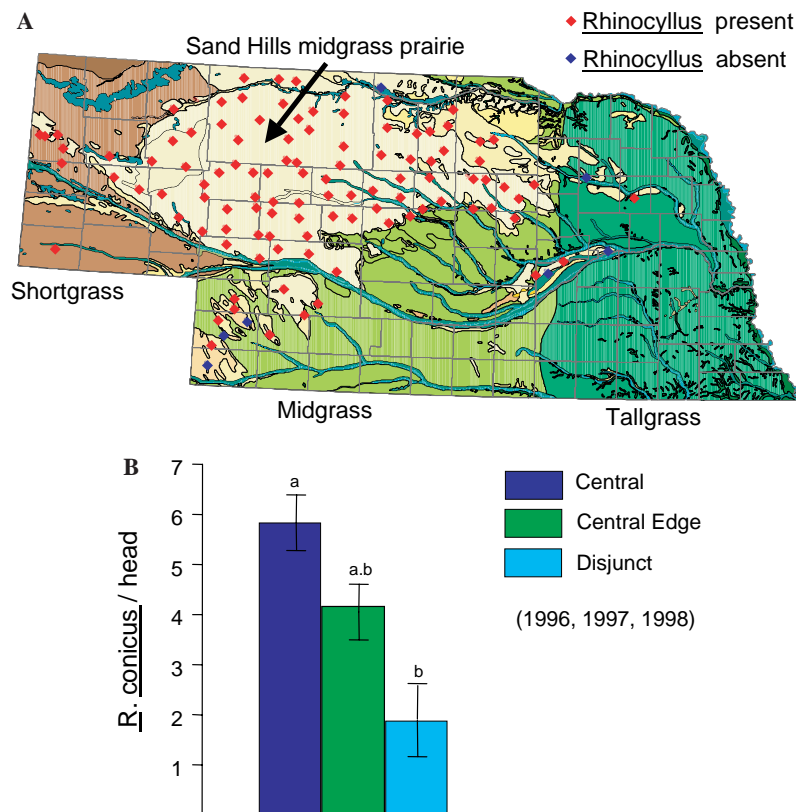 A
Rhinocyllus present
Rhinocyllus absent
Sand Hills midgrass prairie
Shortgrass
Midgrass
Tallgrass
B
7
6
5
4
3
2
1
R. conicus / head
a
a.b
b
Central
Central Edge
Disjunct
(1996, 1997, 1998)